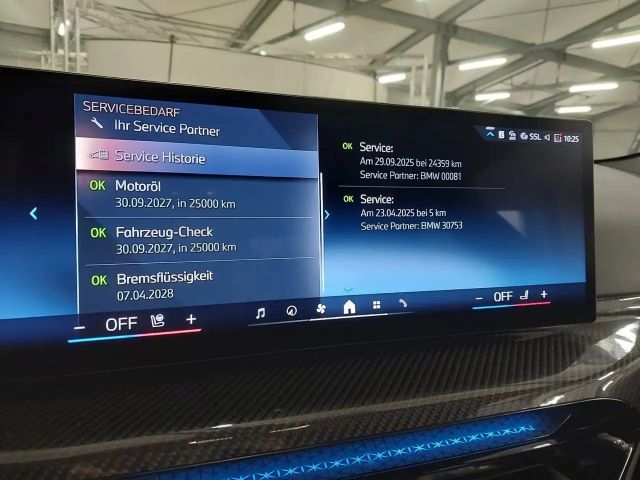 SERVICEBEDARF
Ihr Service Partner
Service Historie
OK Motoröl
30.09.2027, in 25000 km
OK Fahrzeug-Check
30.09.2027, in 25000 km
OK Bremsflüssigkeit
07.04.2028
OK Service:
Am 29.09.2025 bei 24359 km
Service Partner: BMW 00081
OK Service:
Am 23.04.2025 bei 5 km
Service Partner: BMW 30753
SSL 10:25
− OFF +
− OFF +